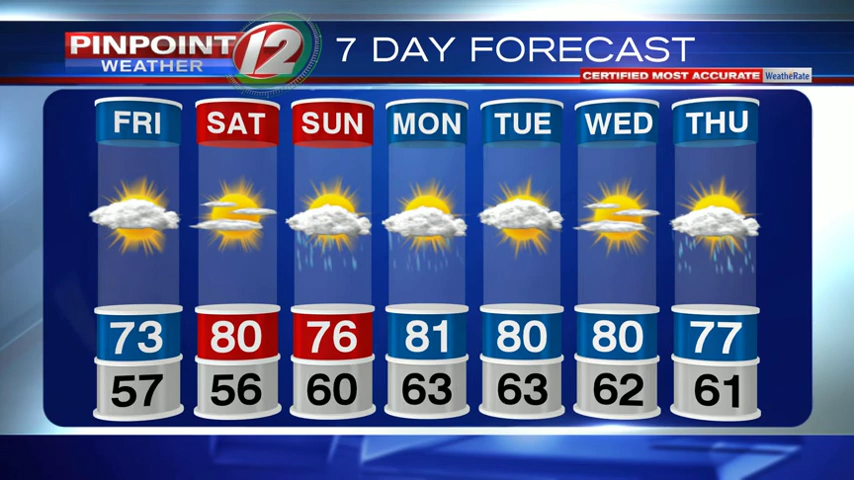 PINPOINT 12
WEATHER
7 DAY FORECAST
CERTIFIED MOST ACCURATE WeatheRate
FRI SAT SUN MON TUE WED THU
73 80 76 81 80 80 77
57 56 60 63 63 62 61